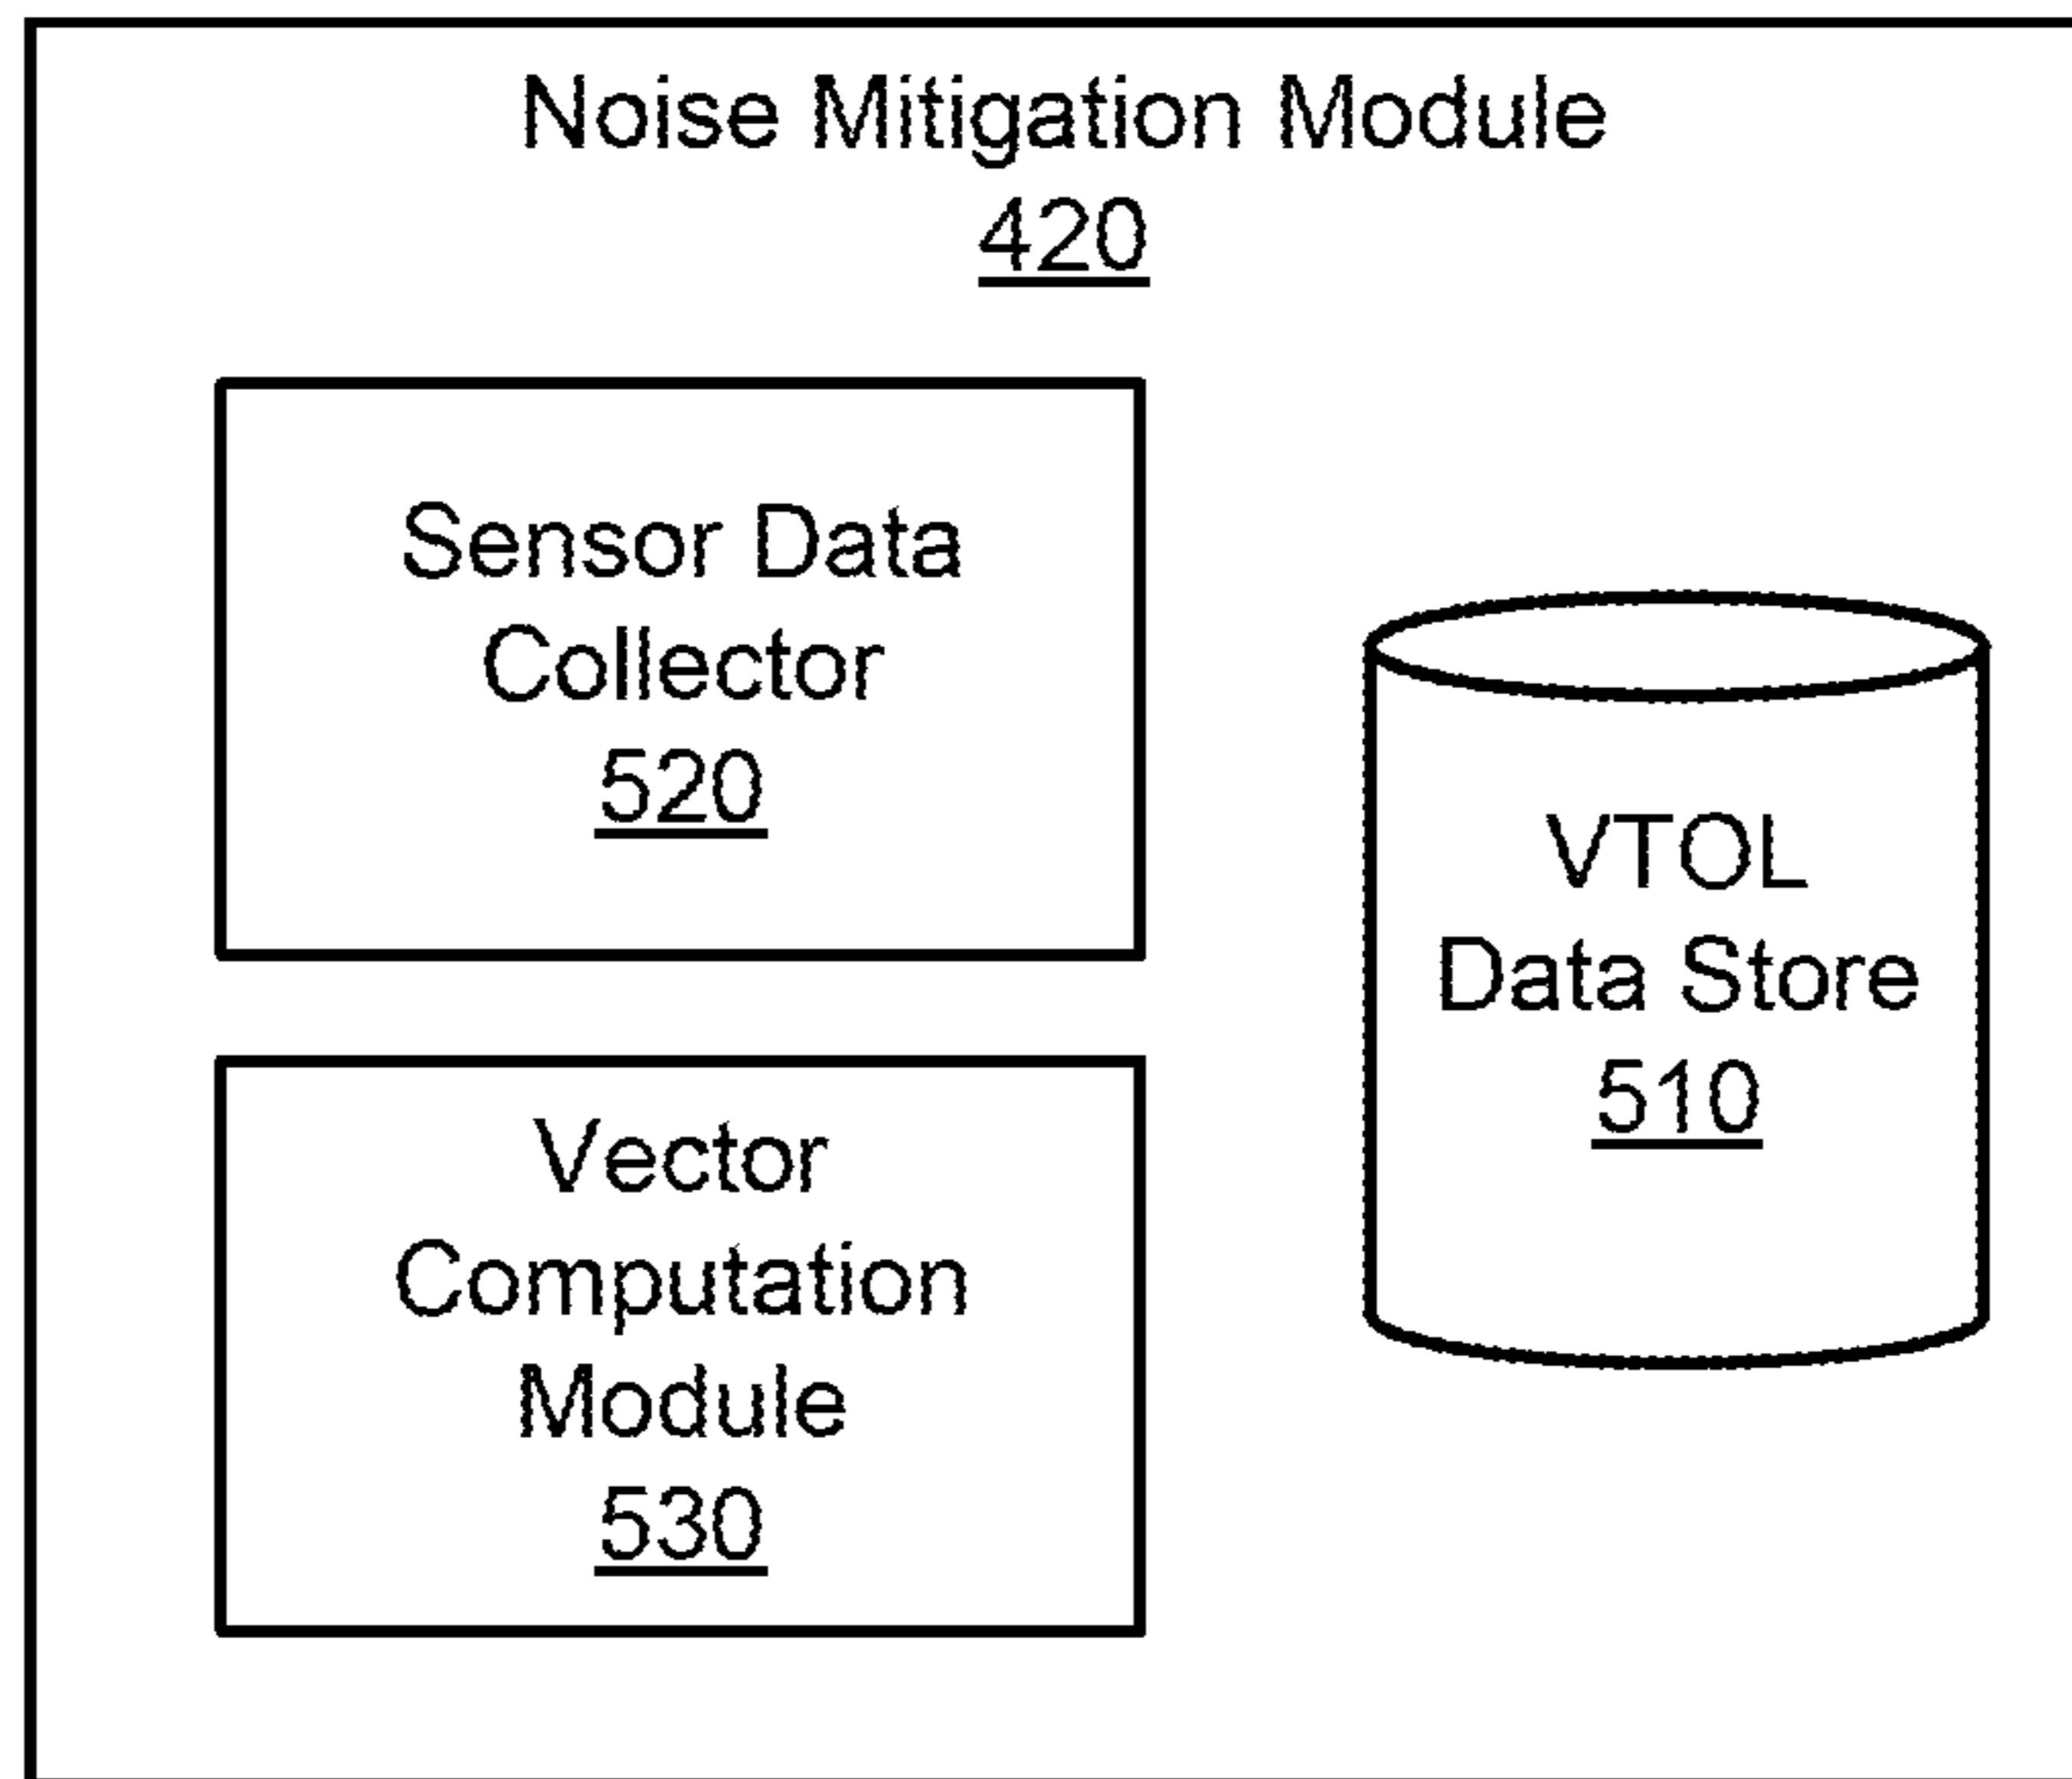 Noise Mitigation Module
420
Sensor Data
Collector
520
Vector
Computation
Module
530
VTOL
Data Store
510